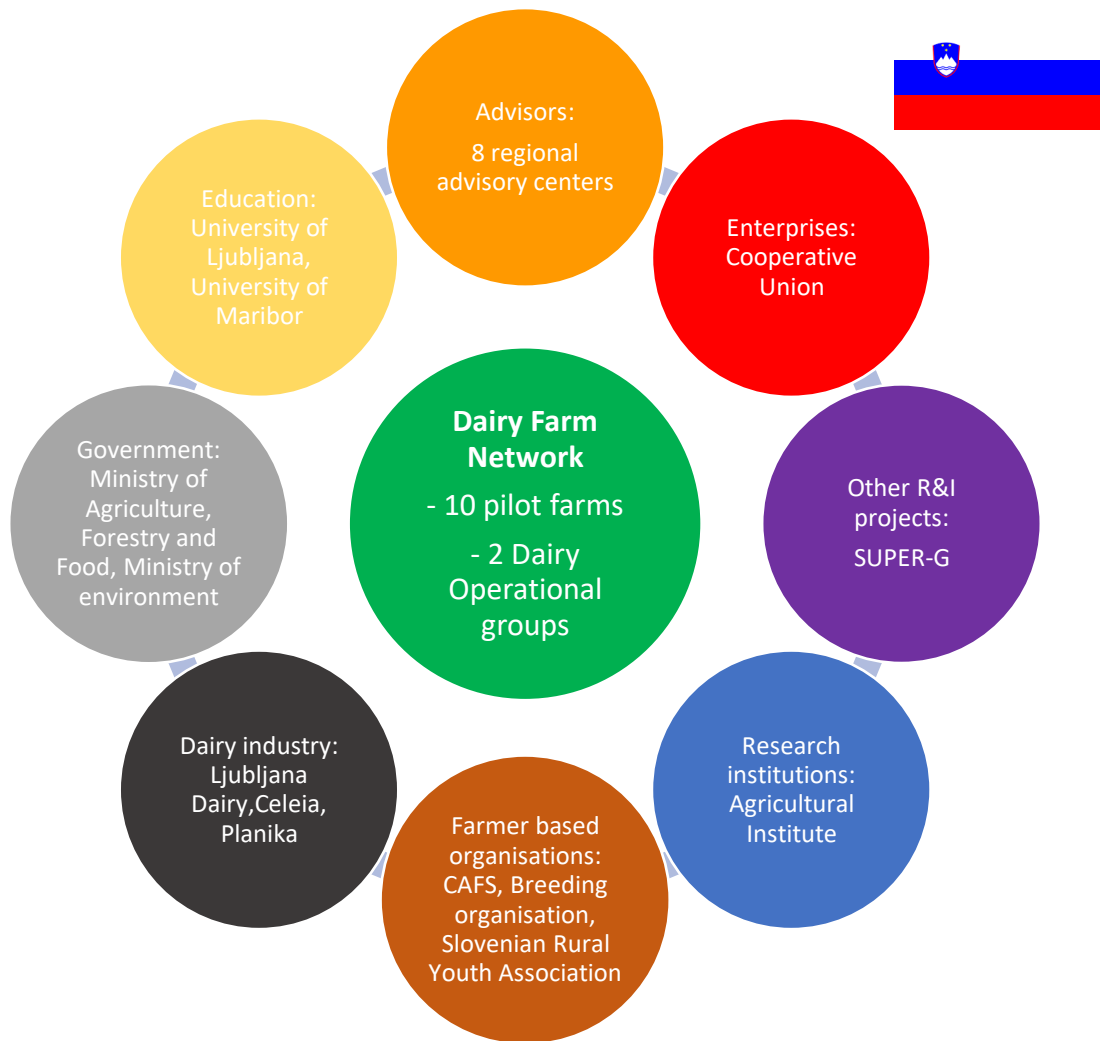 Advisors:
8 regional
advisory centers
Enterprises:
Cooperative
Union
Other R&I
projects:
SUPER-G
Research
institutions:
Agricultural
Institute
Farmer based
organisations:
CAFS, Breeding
organisation,
Slovenian Rural
Youth Association
Dairy industry:
Ljubljana
Dairy,Celeia,
Planika
Government:
Ministry of
Agriculture,
Forestry and
Food, Ministry of
environment
Education:
University of
Ljubljana,
University of
Maribor
Dairy Farm
Network
- 10 pilot farms
- 2 Dairy
Operational
groups